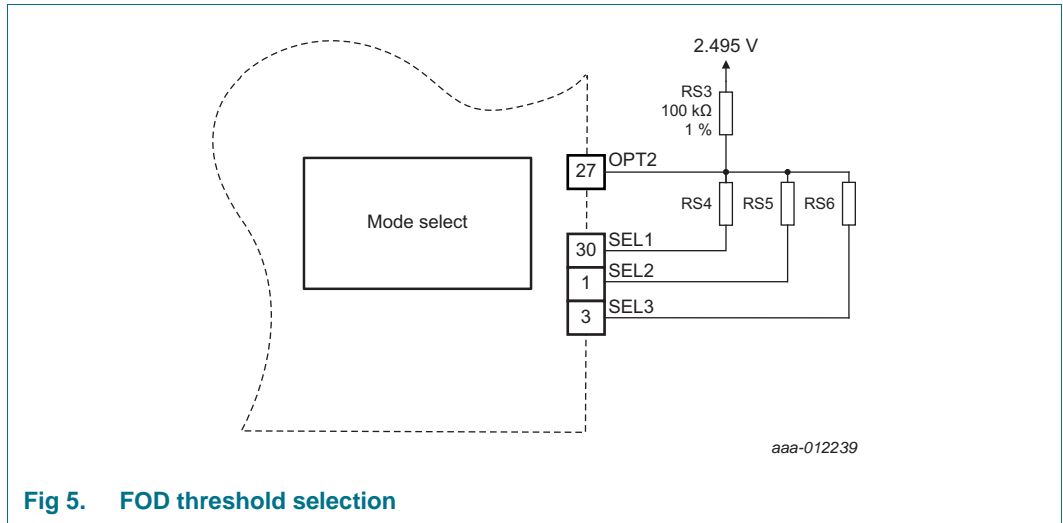 2.495 V
RS3
100 kΩ
1 %
27
OPT2
RS4
RS5
RS6
Mode select
30
SEL1
1
SEL2
3
SEL3
aaa-012239
Fig 5. FOD threshold selection